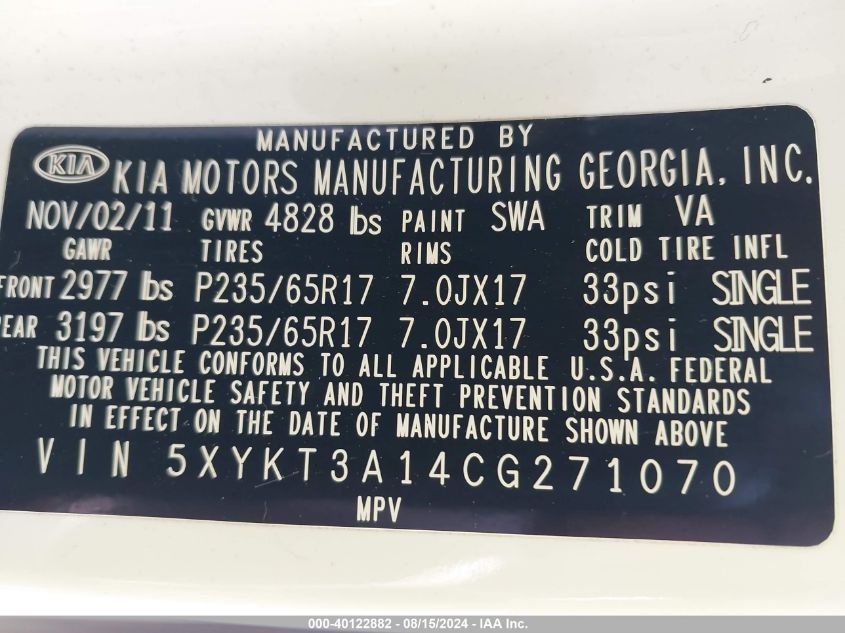 MANUFACTURED BY
KIA KIA MOTORS MANUFACTURING GEORGIA, INC.
NOV/02/11 GVWR 4828 lbs PAINT SWA TRIM VA
GAWR TIRES RIMS COLD TIRE INFL
FRONT 2977 lbs P235/65R17 7.0JX17 33psi SINGLE
REAR 3197 lbs P235/65R17 7.0JX17 33psi SINGLE
THIS VEHICLE CONFORMS TO ALL APPLICABLE U.S.A. FEDERAL
MOTOR VEHICLE SAFETY AND THEFT PREVENTION STANDARDS
IN EFFECT ON THE DATE OF MANUFACTURE SHOWN ABOVE
VIN 5XYKT3A14CG271070
MPV
000-40122882 - 08/15/2024 - IAA Inc.